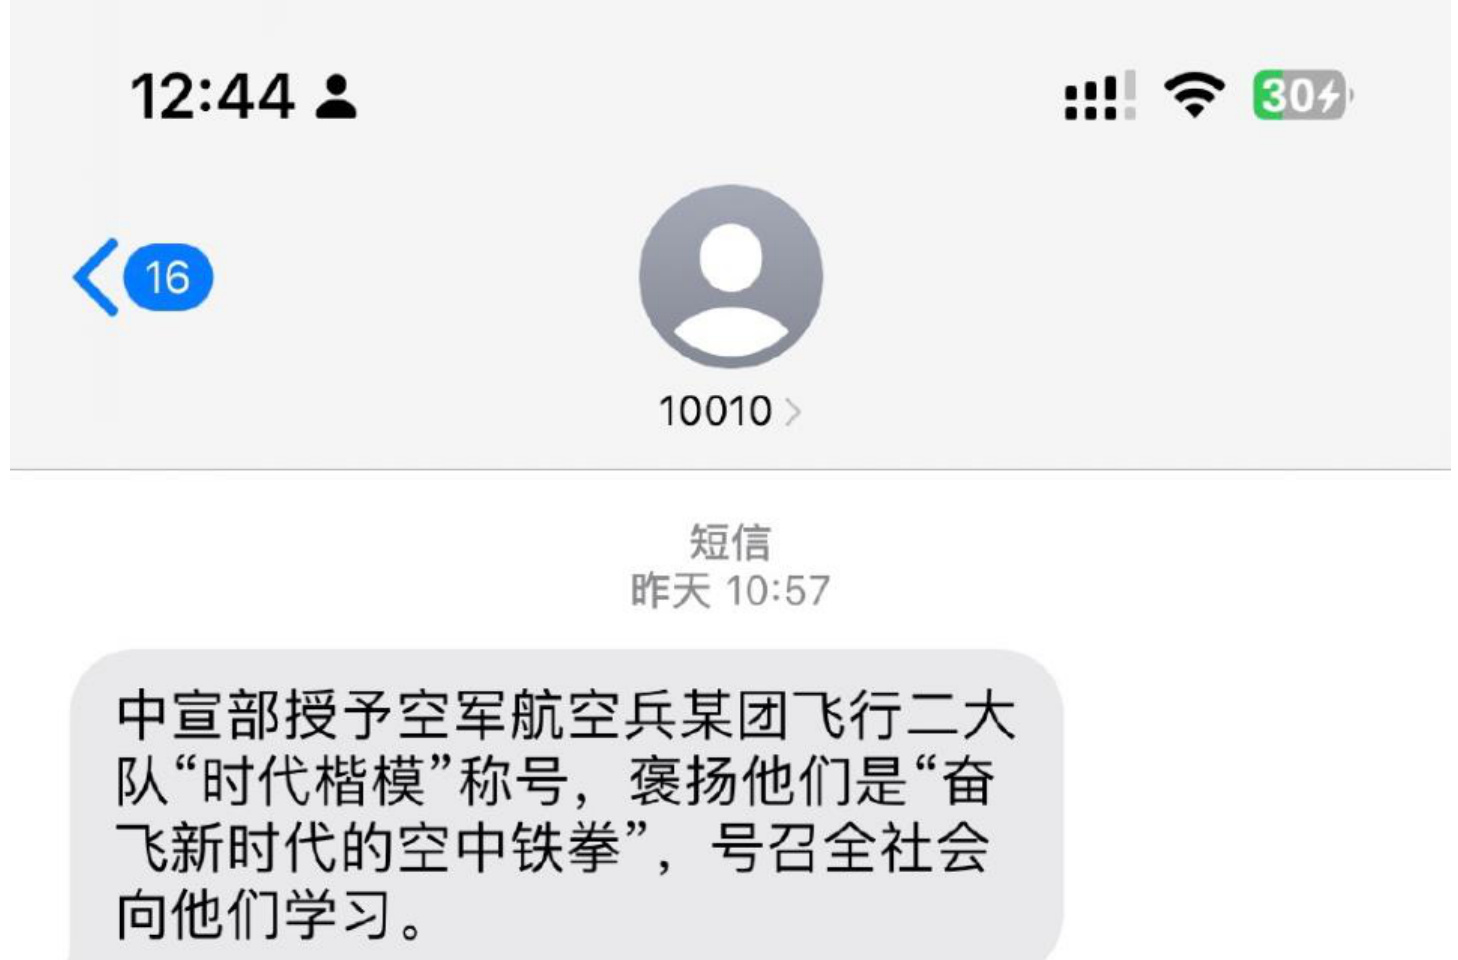 12:44
30
16
10010
短信
昨天 10:57
中宣部授予空军航空兵某团飞行二大
队“时代楷模”称号，褒扬他们是“奋
飞新时代的空中铁拳”，号召全社会
向他们学习。